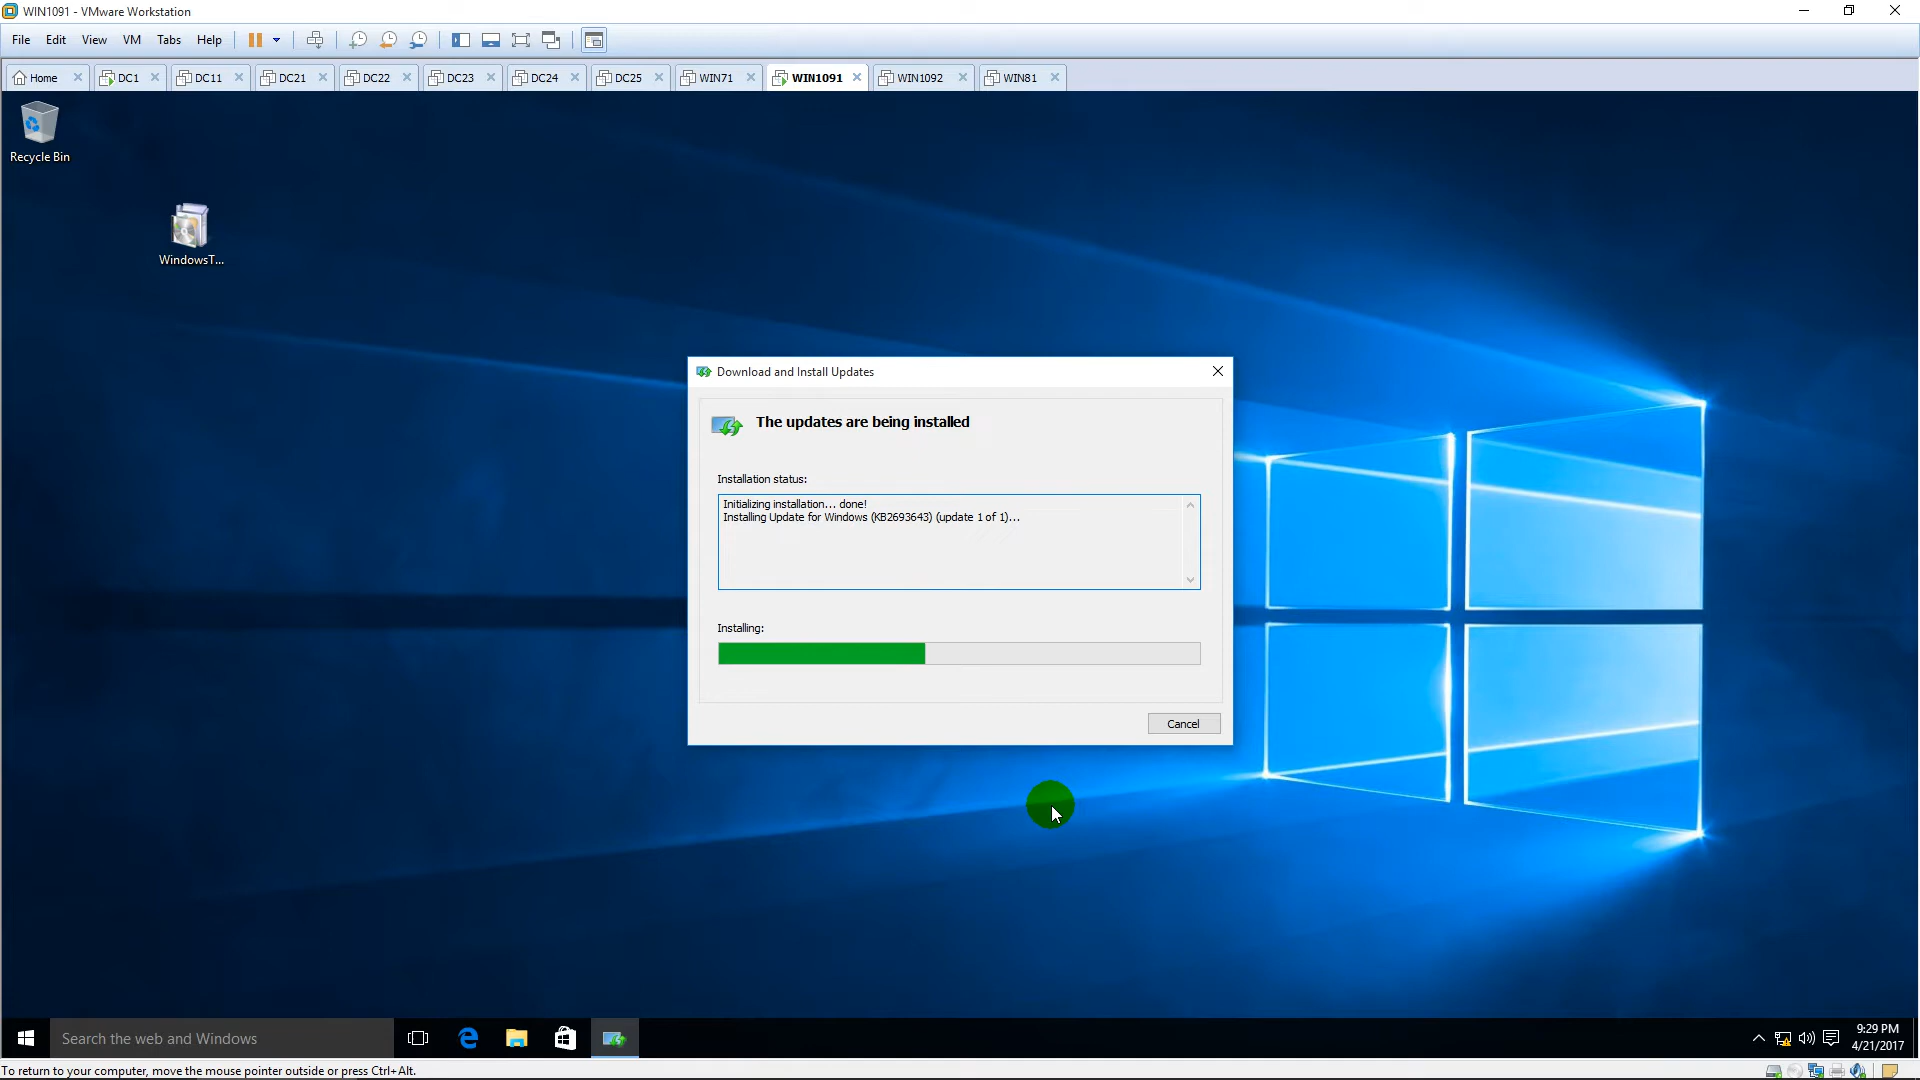 WIN1091 - VMware Workstation
File Edit View VM Tabs Help
Home DC1 DC11 DC21 DC22 DC23 DC24 DC25 WIN71 WIN1091 WIN1092 WIN81
Recycle Bin
WindowsT...
Download and Install Updates
The updates are being installed
Installation status:
Initializing installation... done!
Installing Update for Windows (KB2693643) (update 1 of 1)...
Installing:
Cancel
Search the web and Windows
9:29 PM
4/21/2017
To return to your computer, move the mouse pointer outside or press Ctrl+Alt.